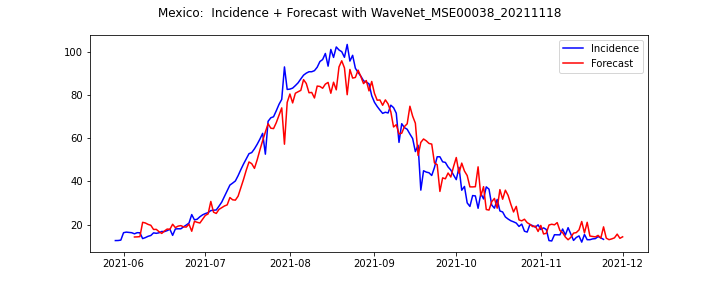 Mexico:  Incidence + Forecast with WaveNet_MSE00038_20211118
Incidence
Forecast
100
80
60
40
20
2021-06 2021-07 2021-08 2021-09 2021-10 2021-11 2021-12